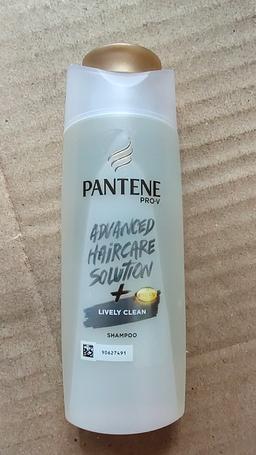 PANTENE
PRO-V
ADVANCED
HAIRCARE
SOLUTION
+
LIVELY CLEAN
SHAMPOO
90627491